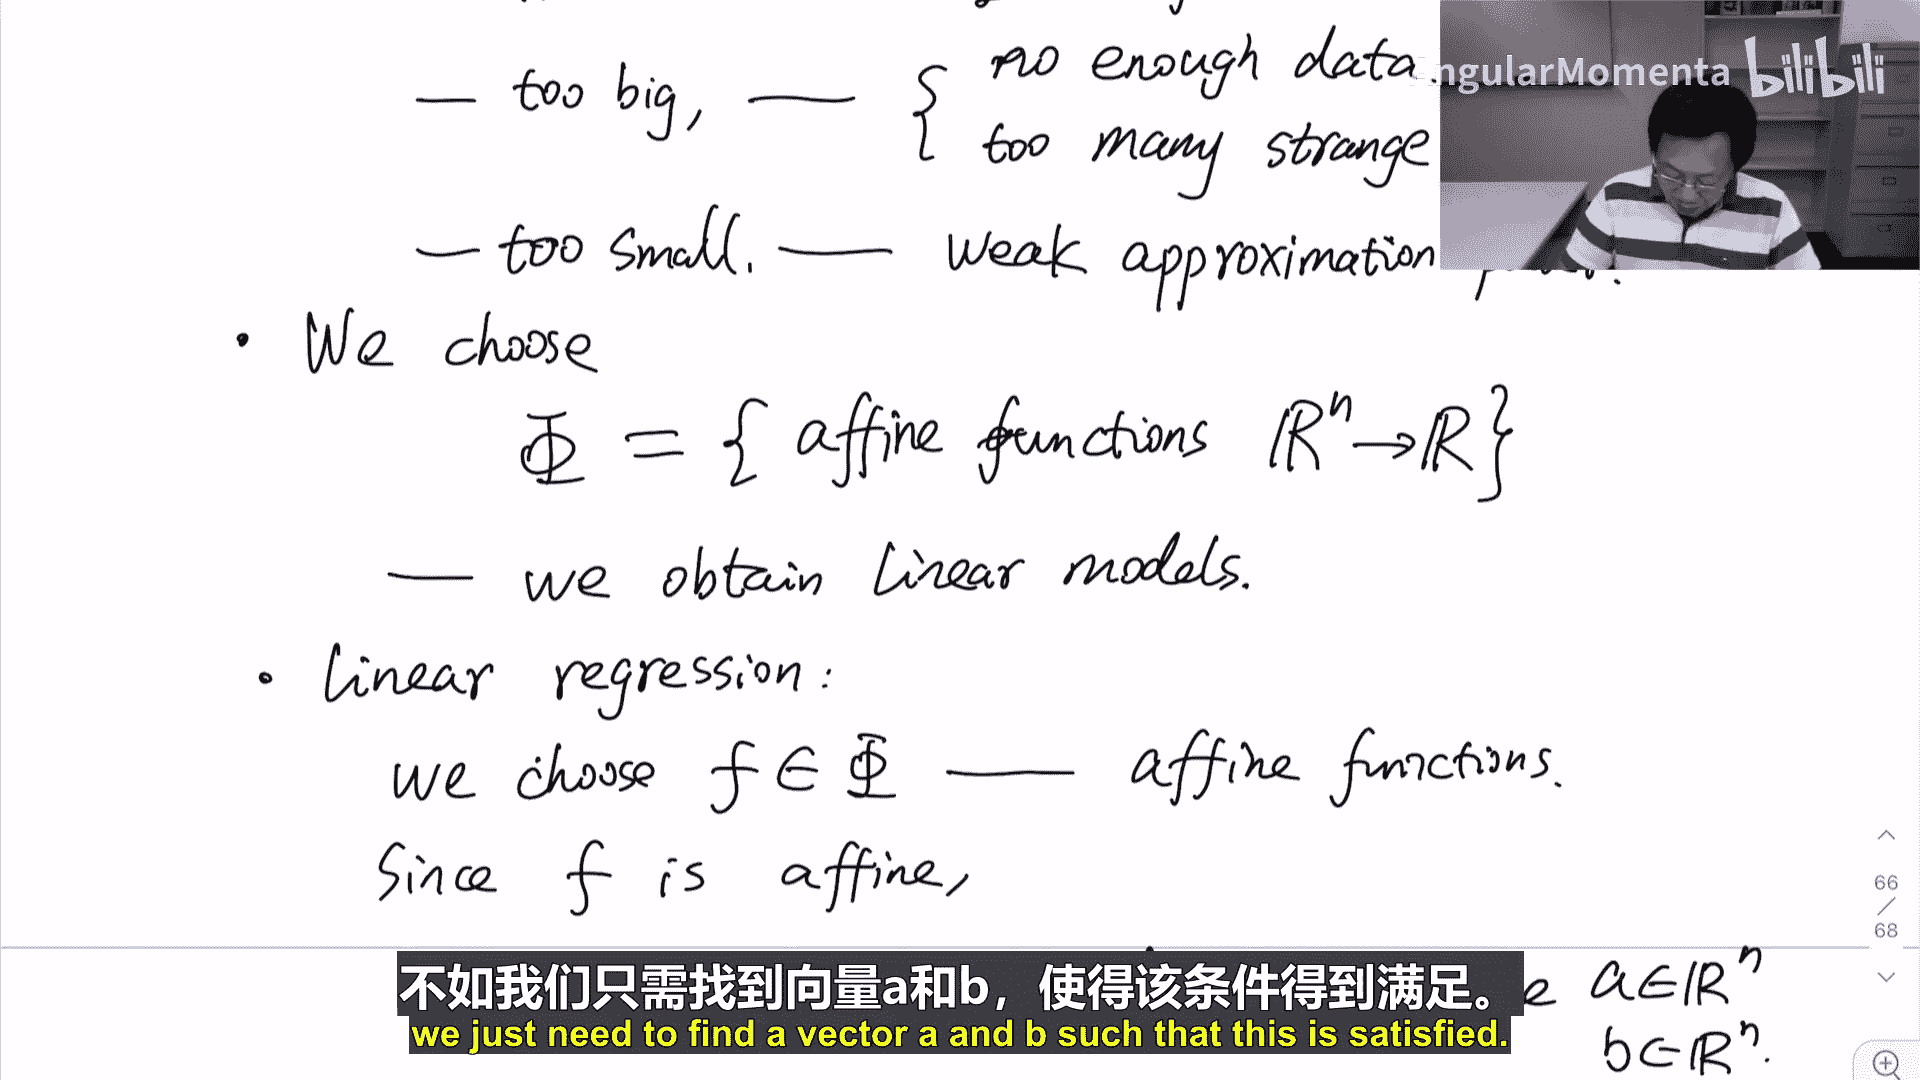 — too big, — { no enough data.
too many strange
ngularMomenta bilibili
— too small. — weak approximation
• We choose
Φ = { affine functions ℝⁿ→ℝ}
— we obtain linear models.
• linear regression:
we choose f ∈ Φ — affine functions.
Since f is affine,
a∈ℝⁿ
b∈ℝⁿ.
不如我们只需找到向量a和b，使得该条件得到满足。
we just need to find a vector a and b such that this is satisfied.
66
/
68